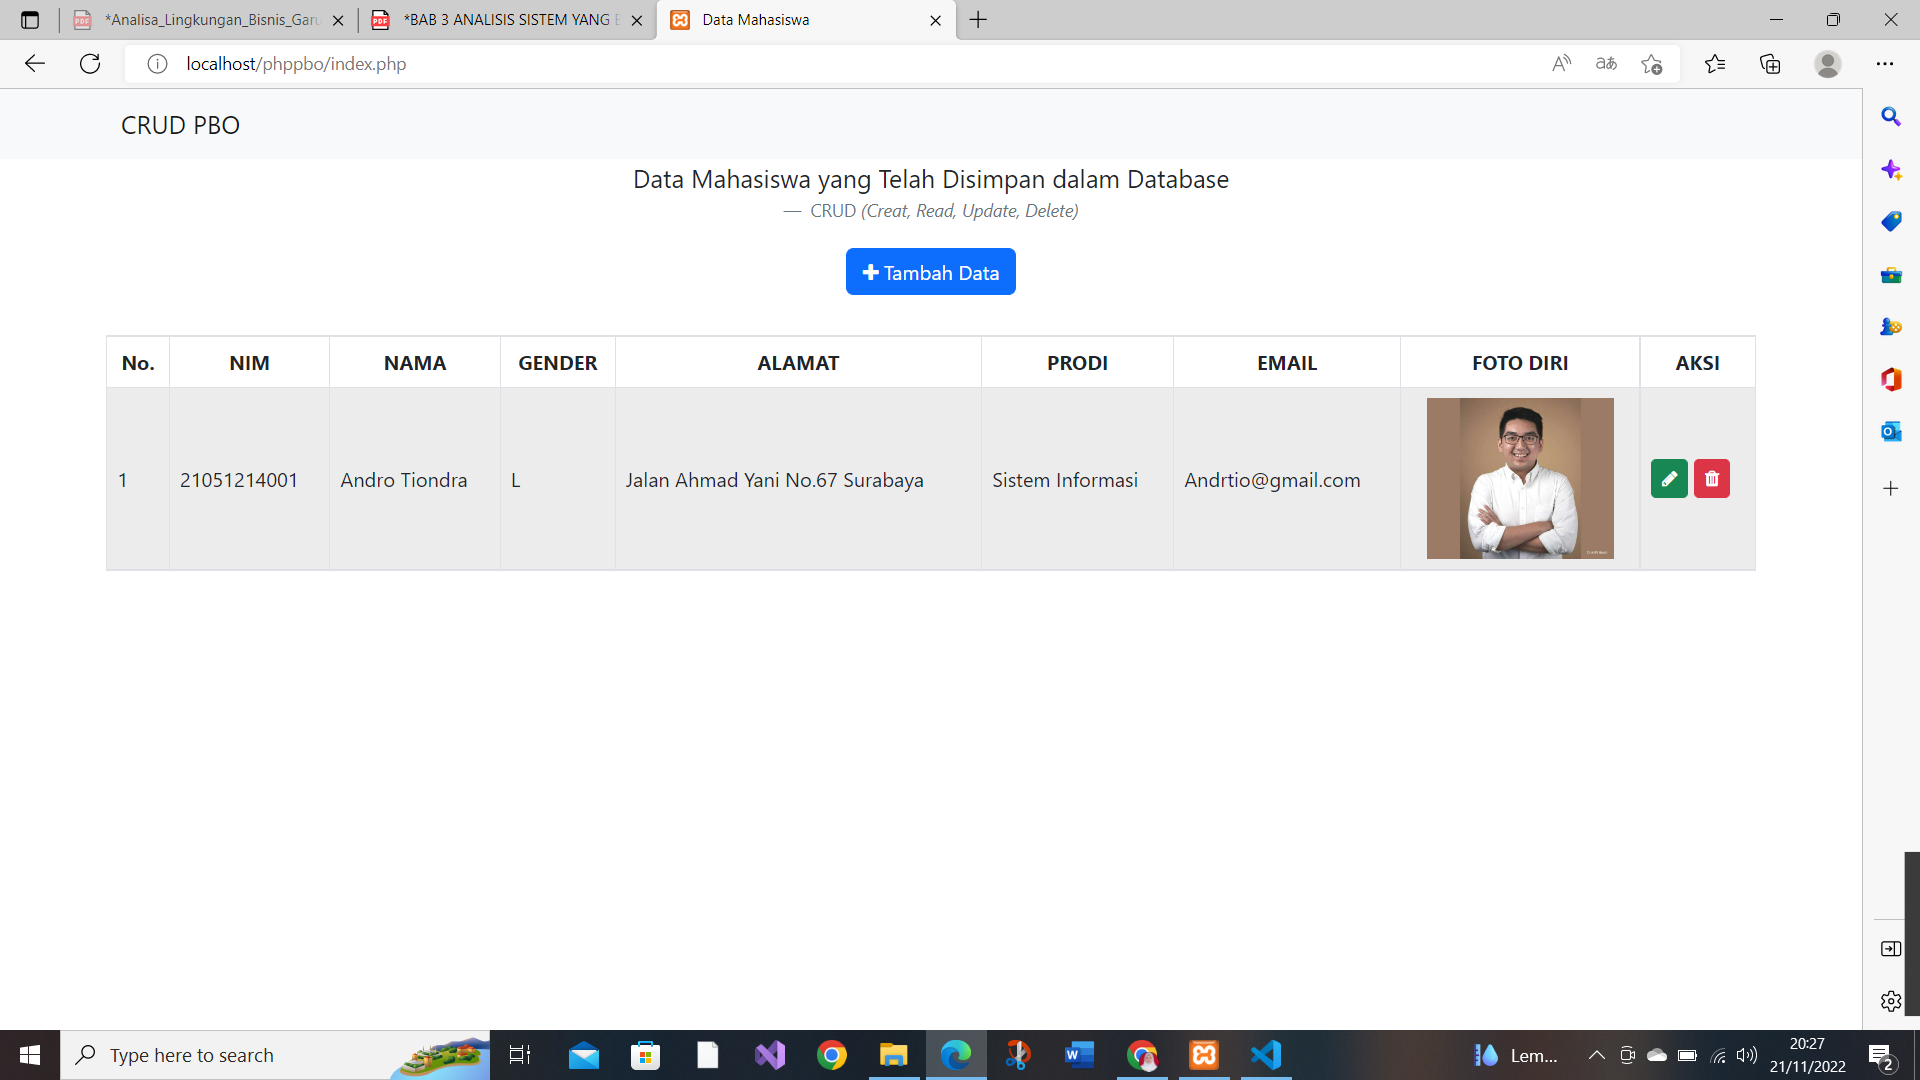 *Analisa_Lingkungan_Bisnis_Garu
*BAB 3 ANALISIS SISTEM YANG B
Data Mahasiswa
localhost/phppbo/index.php
CRUD PBO
Data Mahasiswa yang Telah Disimpan dalam Database
— CRUD (Creat, Read, Update, Delete)
Tambah Data
No. NIM NAMA GENDER ALAMAT PRODI EMAIL FOTO DIRI AKSI
1 21051214001 Andro Tiondra L Jalan Ahmad Yani No.67 Surabaya Sistem Informasi Andrtio@gmail.com
Type here to search
Lem...
20:27
21/11/2022
2